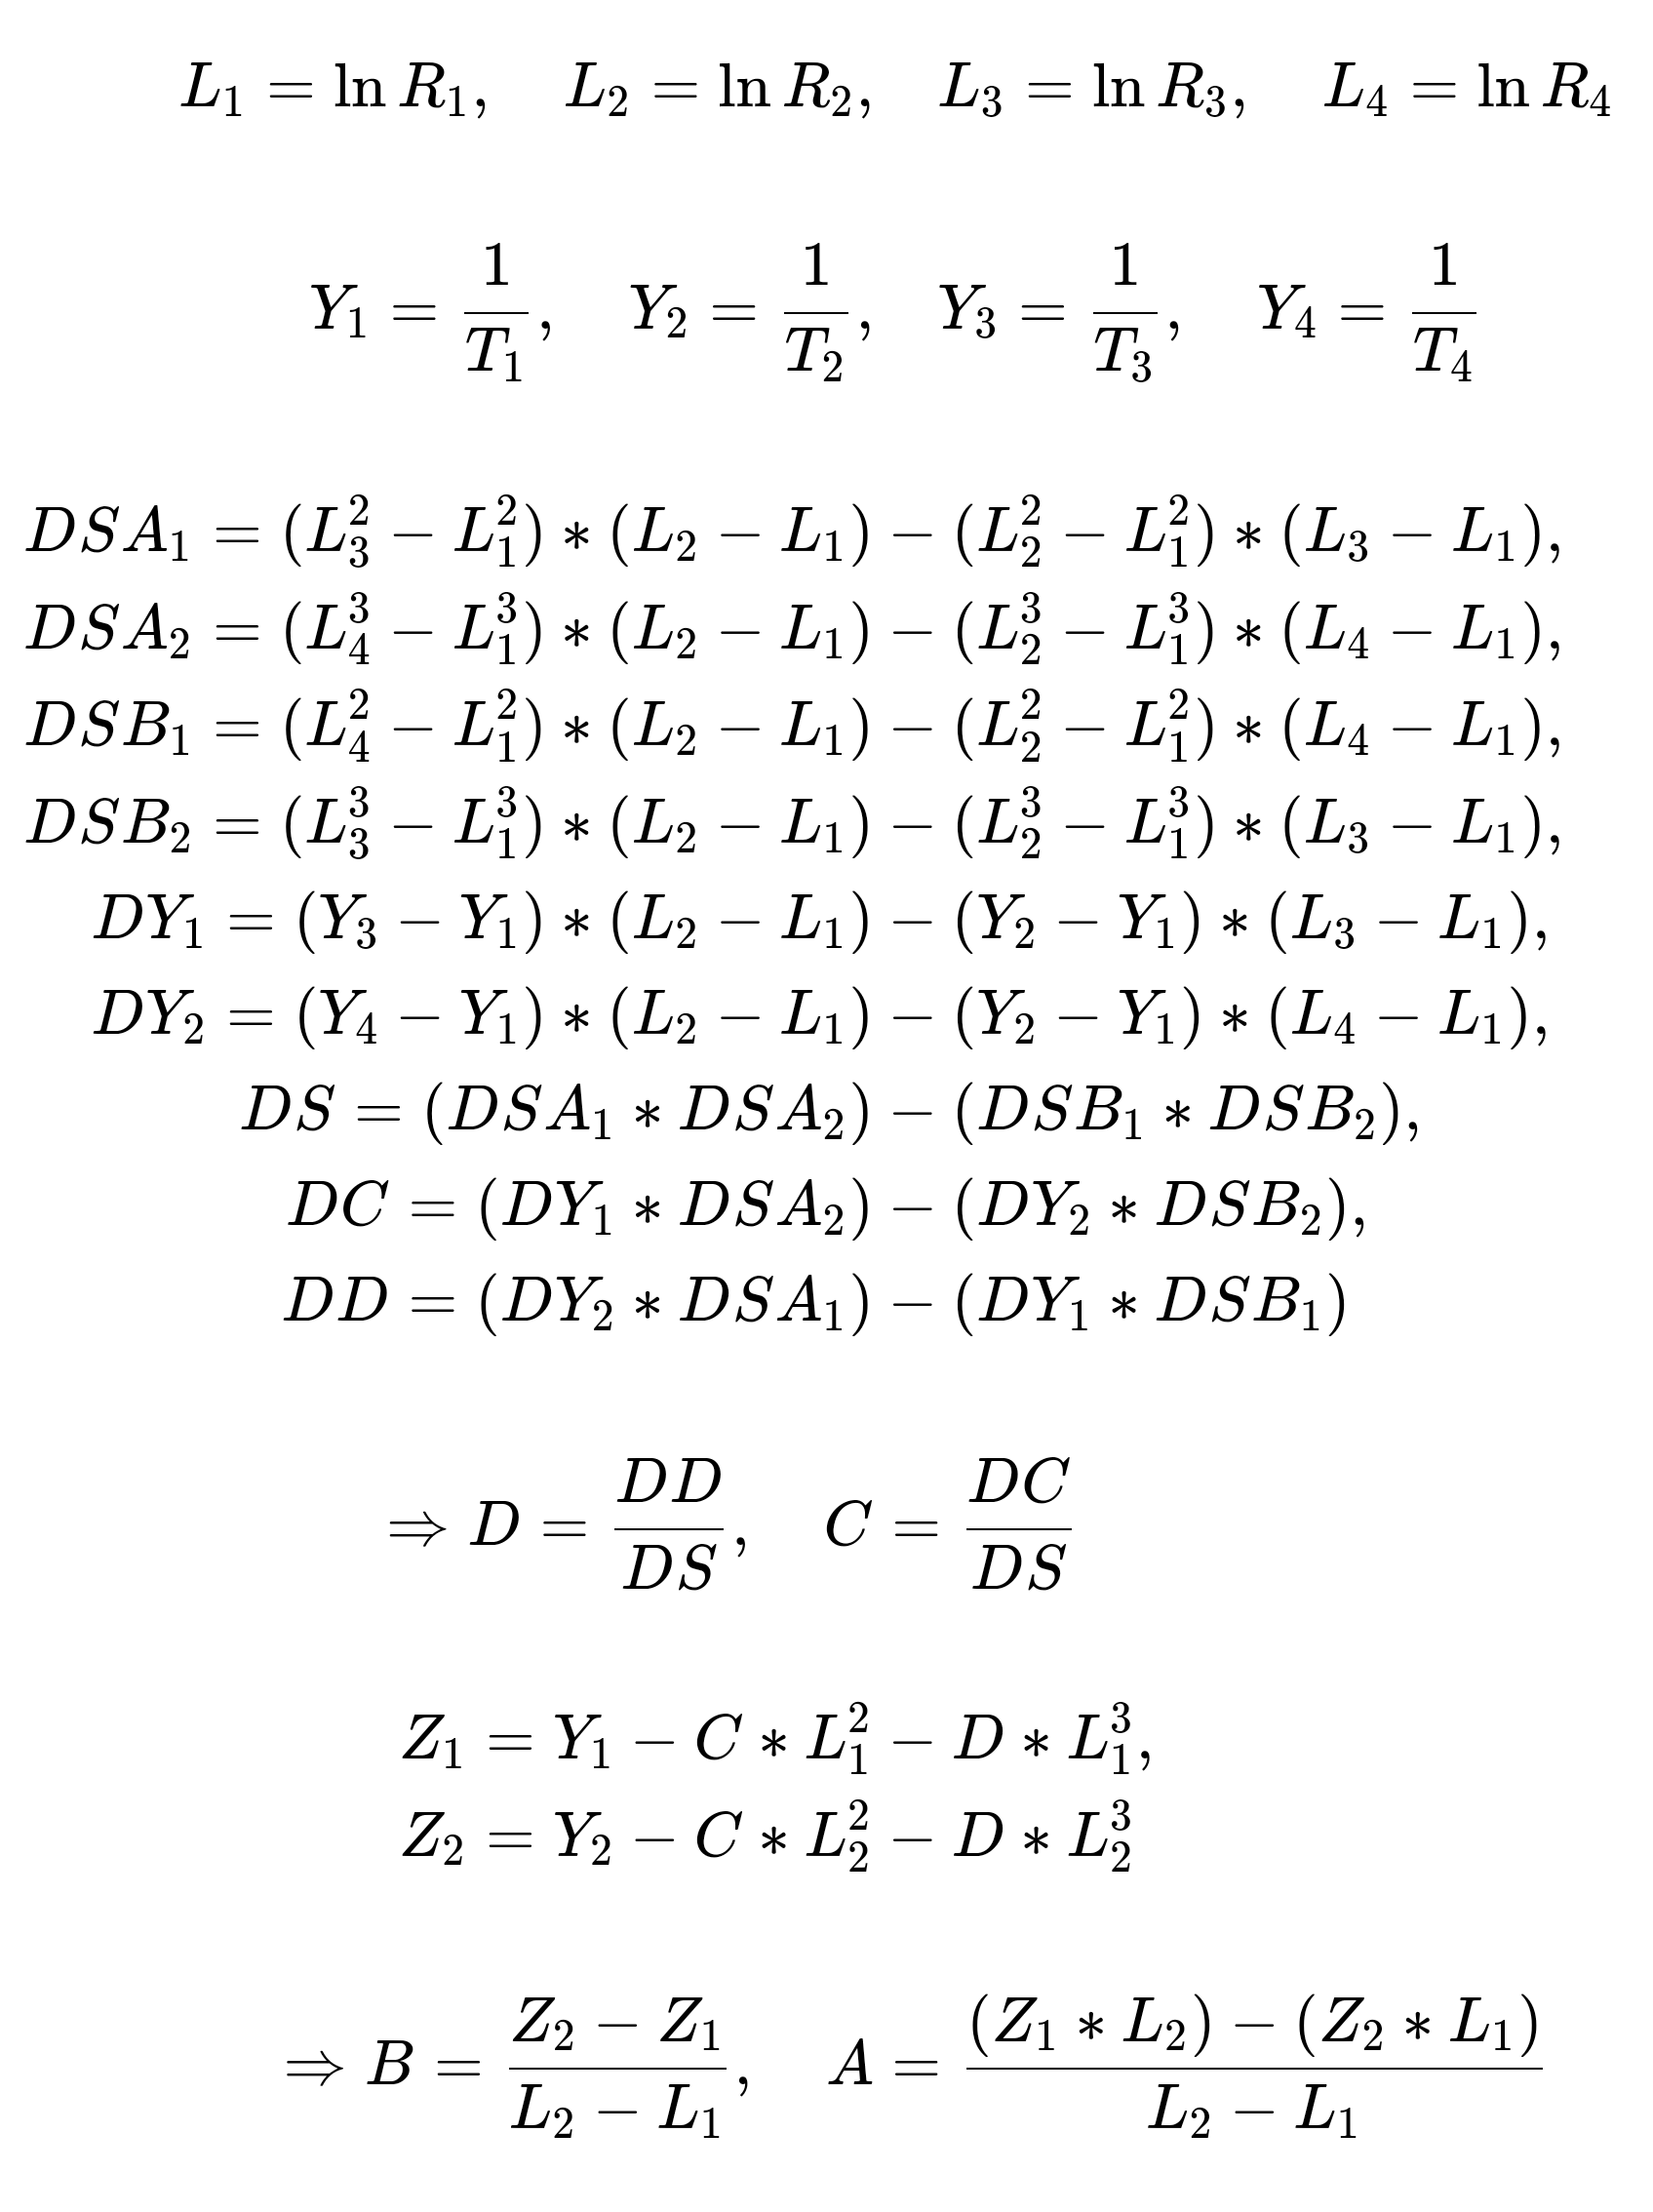 L₁ = ln R₁, L₂ = ln R₂, L₃ = ln R₃, L₄ = ln R₄
Y₁ = 1/T₁, Y₂ = 1/T₂, Y₃ = 1/T₃, Y₄ = 1/T₄
DSA₁ = (L₃² − L₁²) ∗ (L₂ − L₁) − (L₂² − L₁²) ∗ (L₃ − L₁),
DSA₂ = (L₄³ − L₁³) ∗ (L₂ − L₁) − (L₂³ − L₁³) ∗ (L₄ − L₁),
DSB₁ = (L₄² − L₁²) ∗ (L₂ − L₁) − (L₂² − L₁²) ∗ (L₄ − L₁),
DSB₂ = (L₃³ − L₁³) ∗ (L₂ − L₁) − (L₂³ − L₁³) ∗ (L₃ − L₁),
DY₁ = (Y₃ − Y₁) ∗ (L₂ − L₁) − (Y₂ − Y₁) ∗ (L₃ − L₁),
DY₂ = (Y₄ − Y₁) ∗ (L₂ − L₁) − (Y₂ − Y₁) ∗ (L₄ − L₁),
DS = (DSA₁ ∗ DSA₂) − (DSB₁ ∗ DSB₂),
DC = (DY₁ ∗ DSA₂) − (DY₂ ∗ DSB₂),
DD = (DY₂ ∗ DSA₁) − (DY₁ ∗ DSB₁)
⇒ D = DD/DS, C = DC/DS
Z₁ = Y₁ − C ∗ L₁² − D ∗ L₁³,
Z₂ = Y₂ − C ∗ L₂² − D ∗ L₂³
⇒ B = (Z₂ − Z₁)/(L₂ − L₁), A = ((Z₁ ∗ L₂) − (Z₂ ∗ L₁))/(L₂ − L₁)